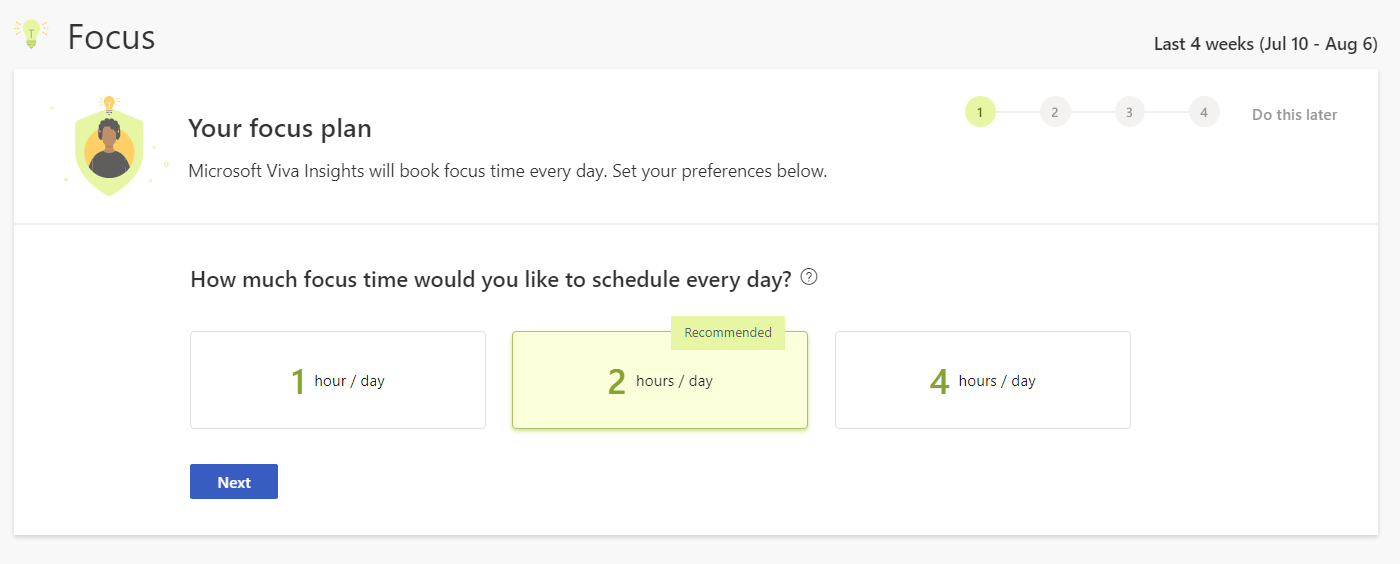 Focus
Last 4 weeks (Jul 10 - Aug 6)
Your focus plan
1
2
3
4
Do this later
Microsoft Viva Insights will book focus time every day. Set your preferences below.
How much focus time would you like to schedule every day? ?
Recommended
1 hour / day
2 hours / day
4 hours / day
Next